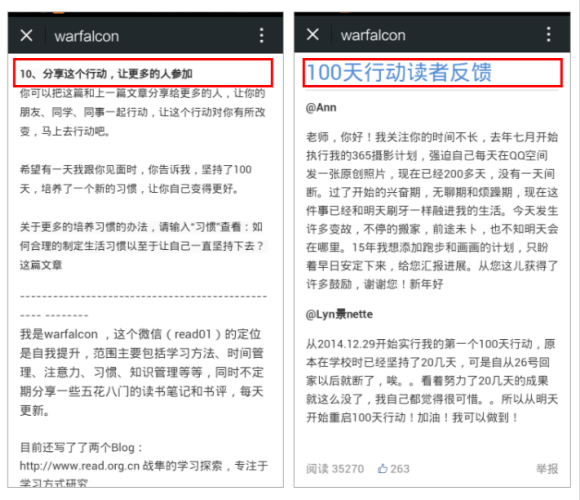 warfalcon
10、分享这个行动，让更多的人参加
你可以把这篇和上一篇文章分享给更多的人，让你的
朋友、同学、同事一起行动，让这个行动对你有所改
变，马上去行动吧。
希望有一天我跟你见面时，你告诉我，坚持了100
天，培养了一个新的习惯，让你自己变得更好。
关于更多的培养习惯的办法，请输入“习惯”查看：如
何合理的制定生活习惯以至于让自己一直坚持下去？
这篇文章
------------------------------------------------
---- --------
我是warfalcon ，这个微信（read01）的定位
是自我提升，范围主要包括学习方法、时间管
理、注意力、习惯、知识管理等等，同时不定
期分享一些五花八门的读书笔记和书评，每天
更新。
目前还写了了两个Blog：
http://www.read.org.cn 战隼的学习探索，专注于
学习方式研究
warfalcon
100天行动读者反馈
@Ann
老师，你好！我关注你的时间不长，去年七月开始
执行我的365摄影计划，强迫自己每天在QQ空间
发一张原创照片，现在已经200多天，没有一天间
断。过了开始的兴奋期，无聊期和烦躁期，现在这
件事已经和明天刷牙一样融进我的生活。今天发生
许多变故，不停的搬家，前途未卜，也不知明天会
在哪里。15年我想添加跑步和画画的计划，只盼
着早日安定下来，给您汇报进展。从您这儿获得了
许多鼓励，谢谢您！新年好
@Lyn景nette
从2014.12.29开始实行我的第一个100天行动，原
本在学校时已经坚持了20几天，可是自从26号回
家以后就断了，唉。。看着努力了20几天的成果
就这么没了，我自己都觉得很可惜。。所以从明天
开始重启100天行动！加油！我可以做到！
阅读 35270 263 举报